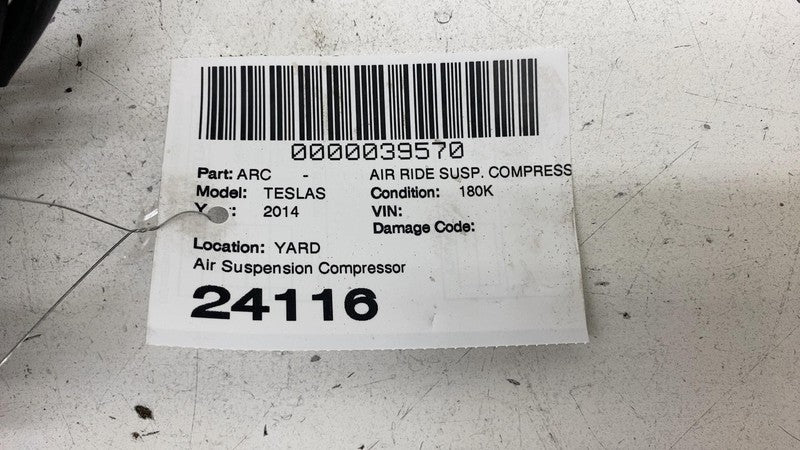 0000039570
Part: ARC - AIR RIDE SUSP. COMPRESS
Model: TESLAS Condition: 180K
2014 VIN:
Damage Code:
Location: YARD
Air Suspension Compressor
24116